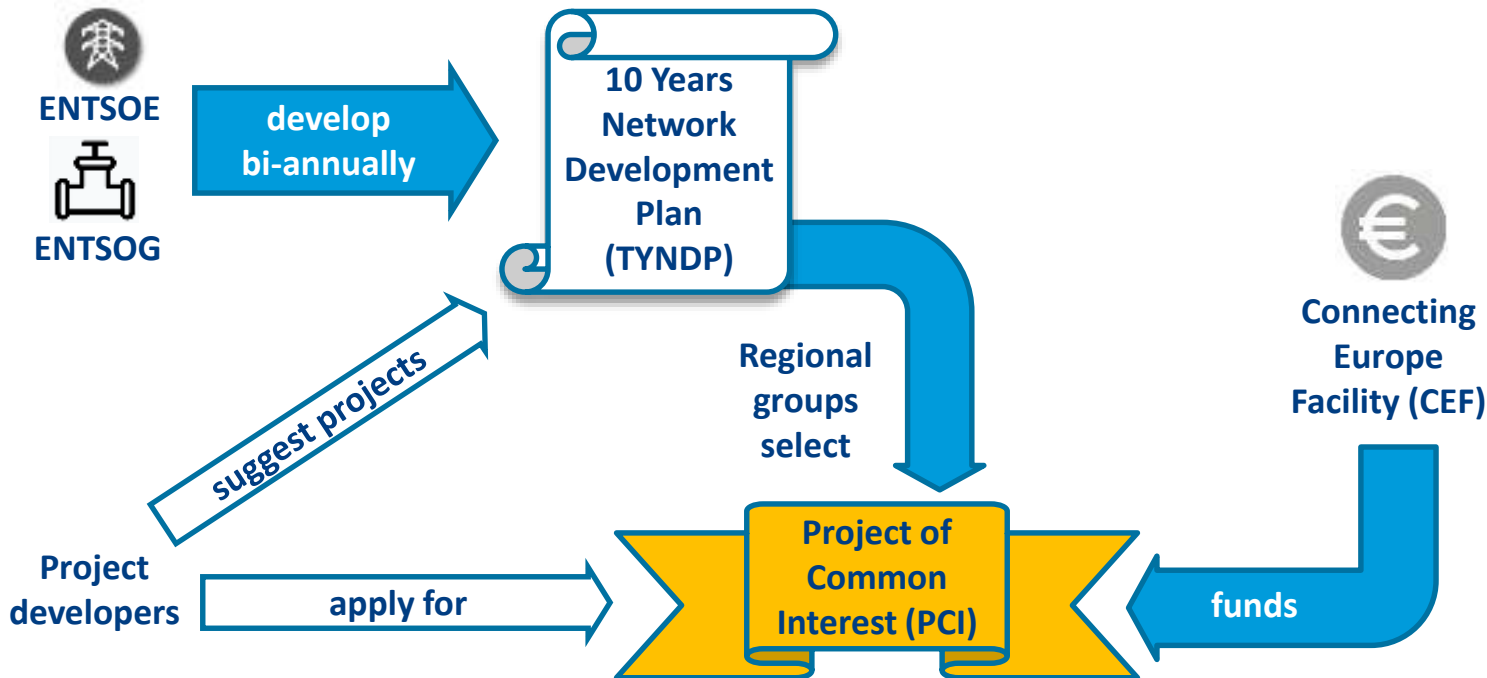 ENTSOE
ENTSOG
develop
bi-annually
10 Years
Network
Development
Plan
(TYNDP)
€
Connecting
Europe
Facility (CEF)
Regional
groups
select
suggest projects
Project
developers
apply for
Project of
Common
Interest (PCI)
funds